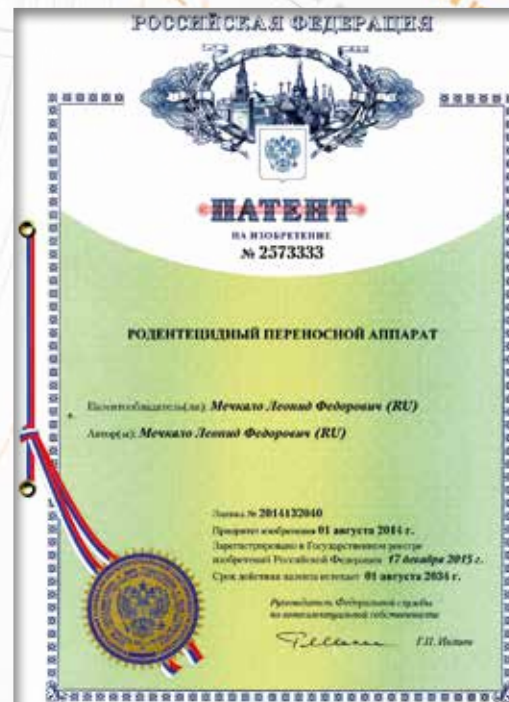 РОССИЙСКАЯ ФЕДЕРАЦИЯ
ПАТЕНТ
НА ИЗОБРЕТЕНИЕ
№ 2573333
РОДЕНТЕЦИДНЫЙ ПЕРЕНОСНОЙ АППАРАТ
Патентообладатель(ли): Мечкало Леонид Федорович (RU)
Автор(ы): Мечкало Леонид Федорович (RU)
Заявка № 2014132040
Приоритет изобретения 01 августа 2014 г.
Зарегистрировано в Государственном реестре
изобретений Российской Федерации 17 декабря 2015 г.
Срок действия патента истекает 01 августа 2034 г.
Руководитель Федеральной службы
по интеллектуальной собственности
Г.П. Ивлиев